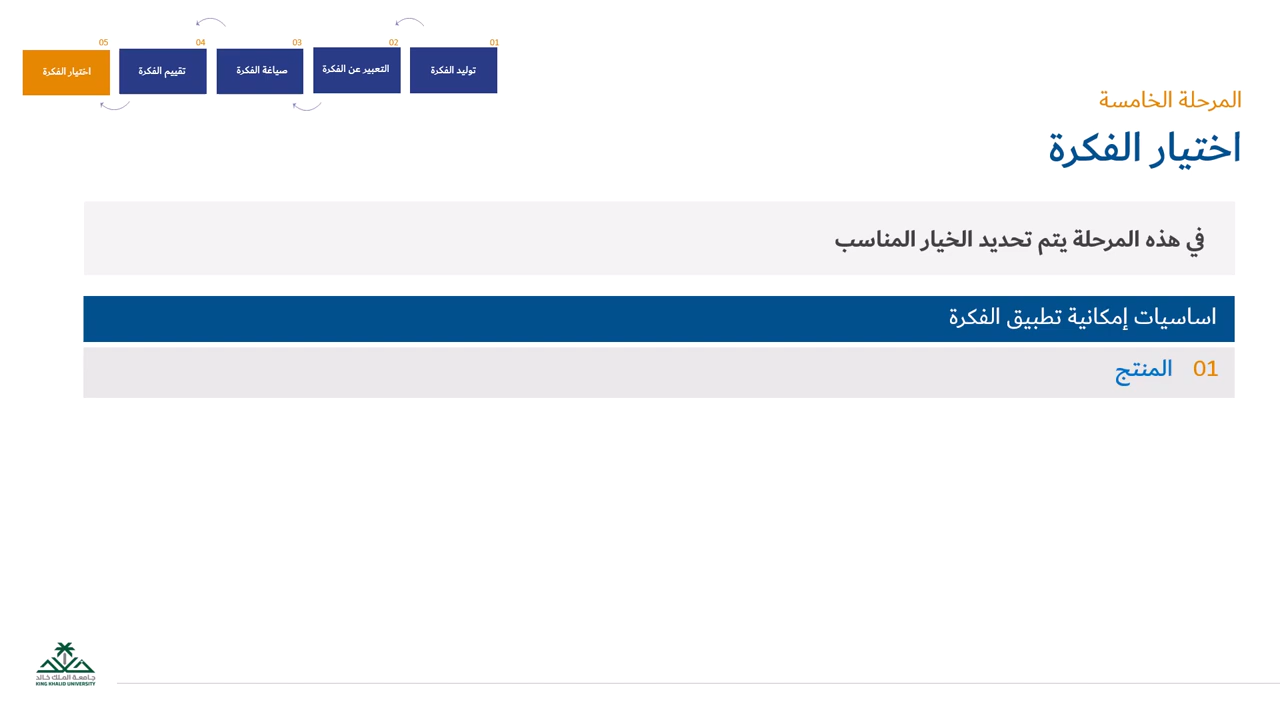 01
02
03
04
05
توليد الفكرة
التعبير عن الفكرة
صياغة الفكرة
تقييم الفكرة
اختيار الفكرة
المرحلة الخامسة
اختيار الفكرة
في هذه المرحلة يتم تحديد الخيار المناسب
اساسيات إمكانية تطبيق الفكرة
01 المنتج
جامعة الملك خالد
KING KHALID UNIVERSITY